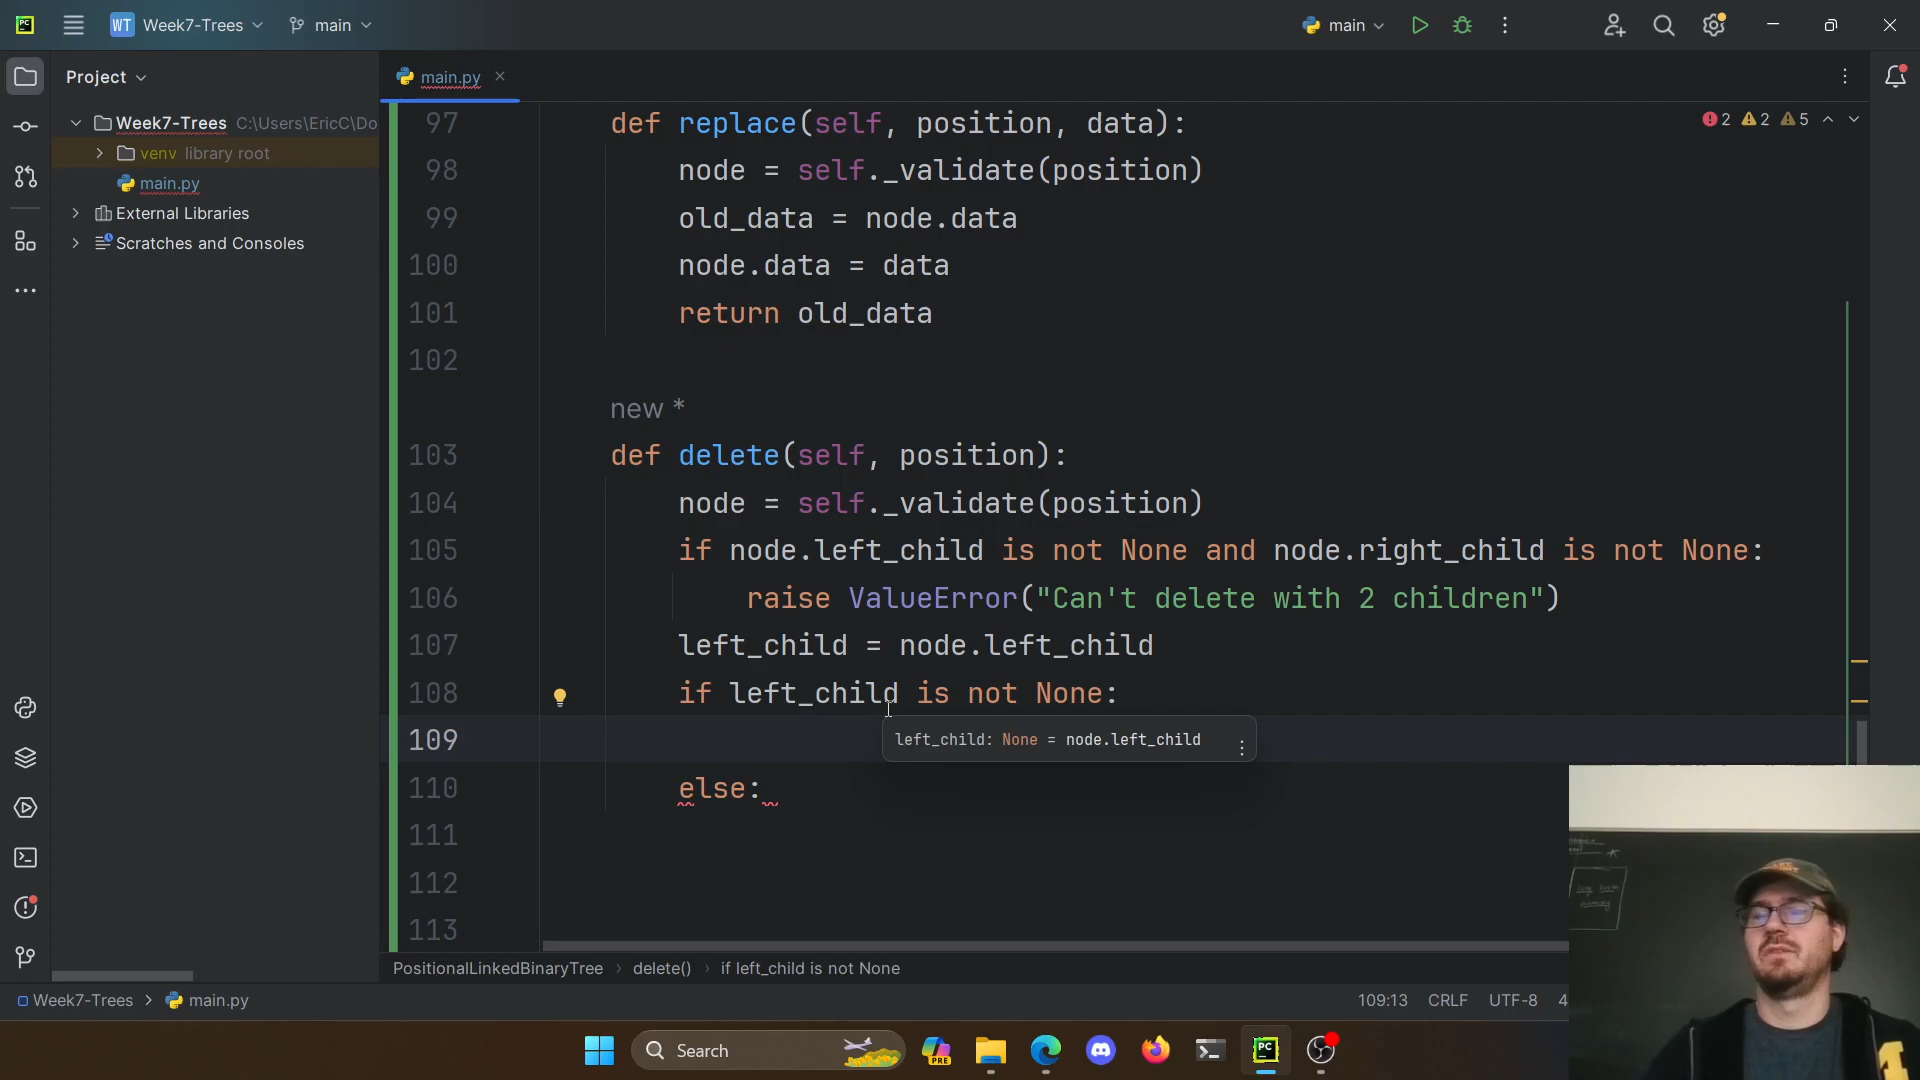 PC
WT Week7-Trees
main
main
Project
main.py
Week7-Trees C:\Users\EricC\Do
venv library root
main.py
External Libraries
Scratches and Consoles
2 2 5
97 def replace(self, position, data):
98 node = self._validate(position)
99 old_data = node.data
100 node.data = data
101 return old_data
102
new *
103 def delete(self, position):
104 node = self._validate(position)
105 if node.left_child is not None and node.right_child is not None:
106 raise ValueError("Can't delete with 2 children")
107 left_child = node.left_child
108 if left_child is not None:
109
left_child: None = node.left_child
110 else:
111
112
113
PositionalLinkedBinaryTree › delete() › if left_child is not None
Week7-Trees › main.py
109:13 CRLF UTF-8 4
Search
PRE
PC